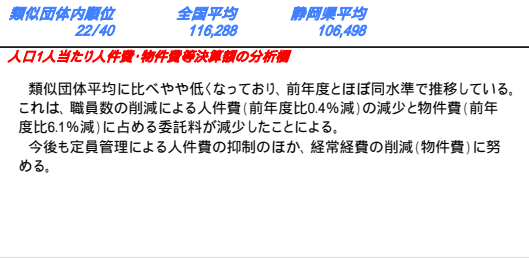 類似団体内順位 全国平均 静岡県平均
22/40 116,288 106,498
人口1人当たり人件費・物件費等決算額の分析欄
類似団体平均に比べやや低くなっており、前年度とほぼ同水準で推移している。
これは、職員数の削減による人件費(前年度比0.4%減)の減少と物件費(前年
度比6.1%減)に占める委託料が減少したことによる。
今後も定員管理による人件費の抑制のほか、経常経費の削減(物件費)に努
める。